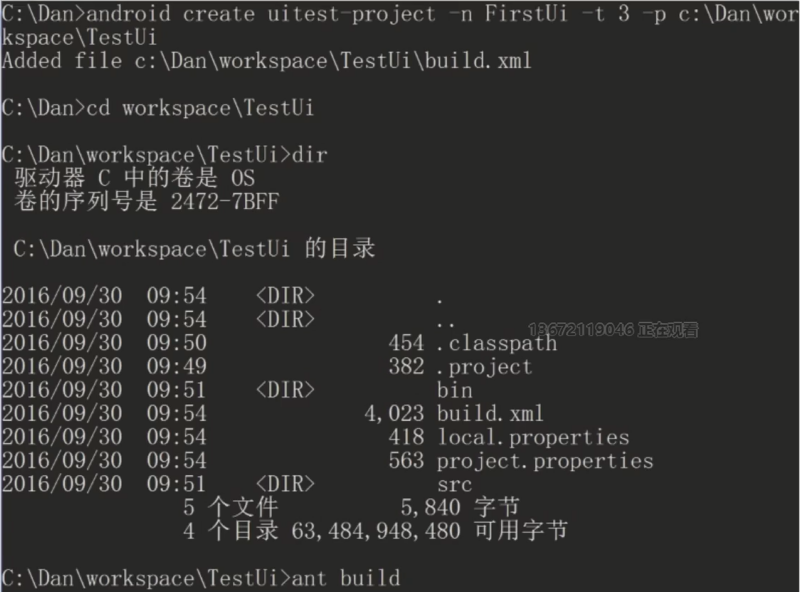 C:\Dan>android create uitest-project -n FirstUi -t 3 -p c:\Dan\wor
kspace\TestUi
Added file c:\Dan\workspace\TestUi\build.xml
C:\Dan>cd workspace\TestUi
C:\Dan\workspace\TestUi>dir
驱动器 C 中的卷是 OS
卷的序列号是 2472-7BFF
C:\Dan\workspace\TestUi 的目录
2016/09/30  09:54    <DIR>          .
2016/09/30  09:54    <DIR>          ..
13672119046 正在观看
2016/09/30  09:50               454 .classpath
2016/09/30  09:49               382 .project
2016/09/30  09:51    <DIR>          bin
2016/09/30  09:54             4,023 build.xml
2016/09/30  09:54               418 local.properties
2016/09/30  09:54               563 project.properties
2016/09/30  09:51    <DIR>          src
5 个文件          5,840 字节
4 个目录 63,484,948,480 可用字节
C:\Dan\workspace\TestUi>ant build